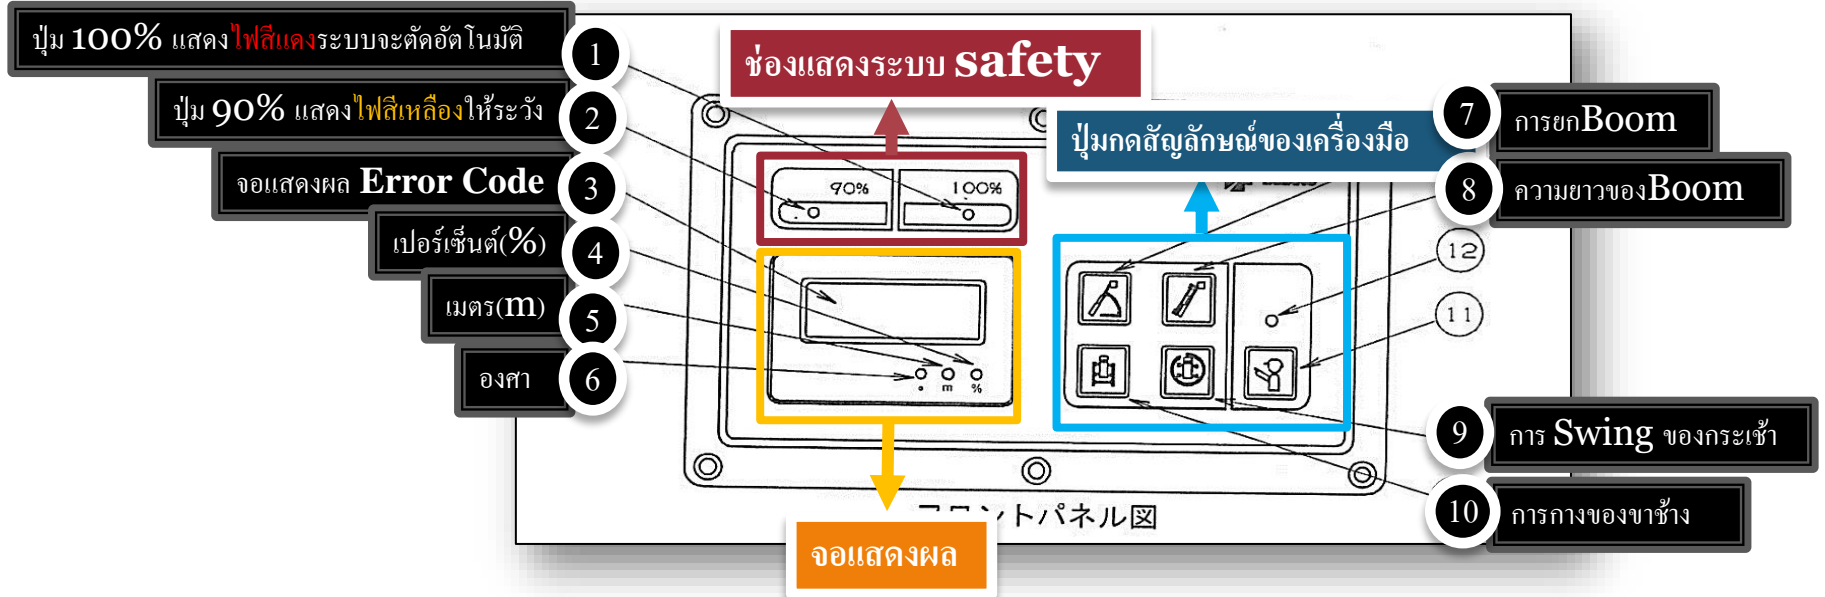 ปุ่ม 100% แสดงไฟสีแดงระบบจะตัดอัตโนมัติ
1
ปุ่ม 90% แสดงไฟสีเหลืองให้ระวัง
2
จอแสดงผล Error Code
3
เปอร์เซ็นต์(%)
4
เมตร(m)
5
องศา
6
ช่องแสดงระบบ safety
ปุ่มกดสัญลักษณ์ของเครื่องมือ
90%
100%
° m %
7
การยกBoom
8
ความยาวของBoom
12
11
9
การ Swing ของกระเช้า
10
การกางของขาช้าง
ントパネル図
จอแสดงผล